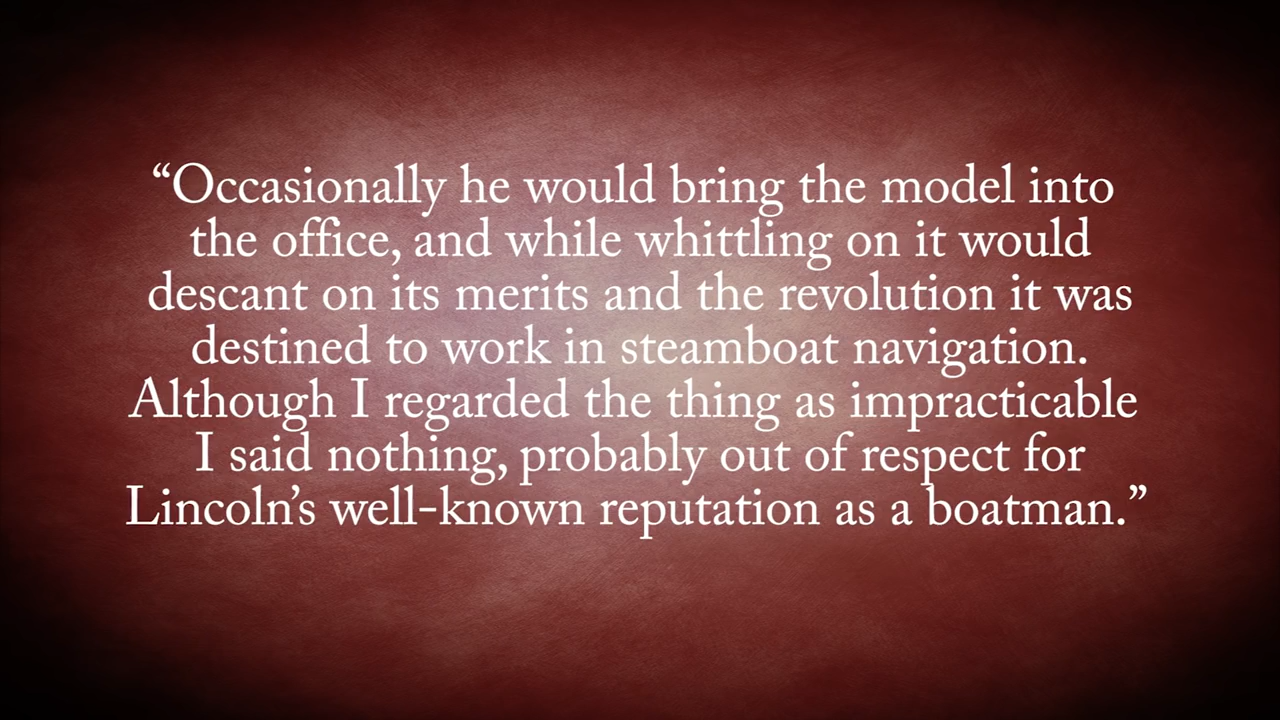 “Occasionally he would bring the model into
the office, and while whittling on it would
descant on its merits and the revolution it was
destined to work in steamboat navigation.
Although I regarded the thing as impracticable
I said nothing, probably out of respect for
Lincoln’s well-known reputation as a boatman.”